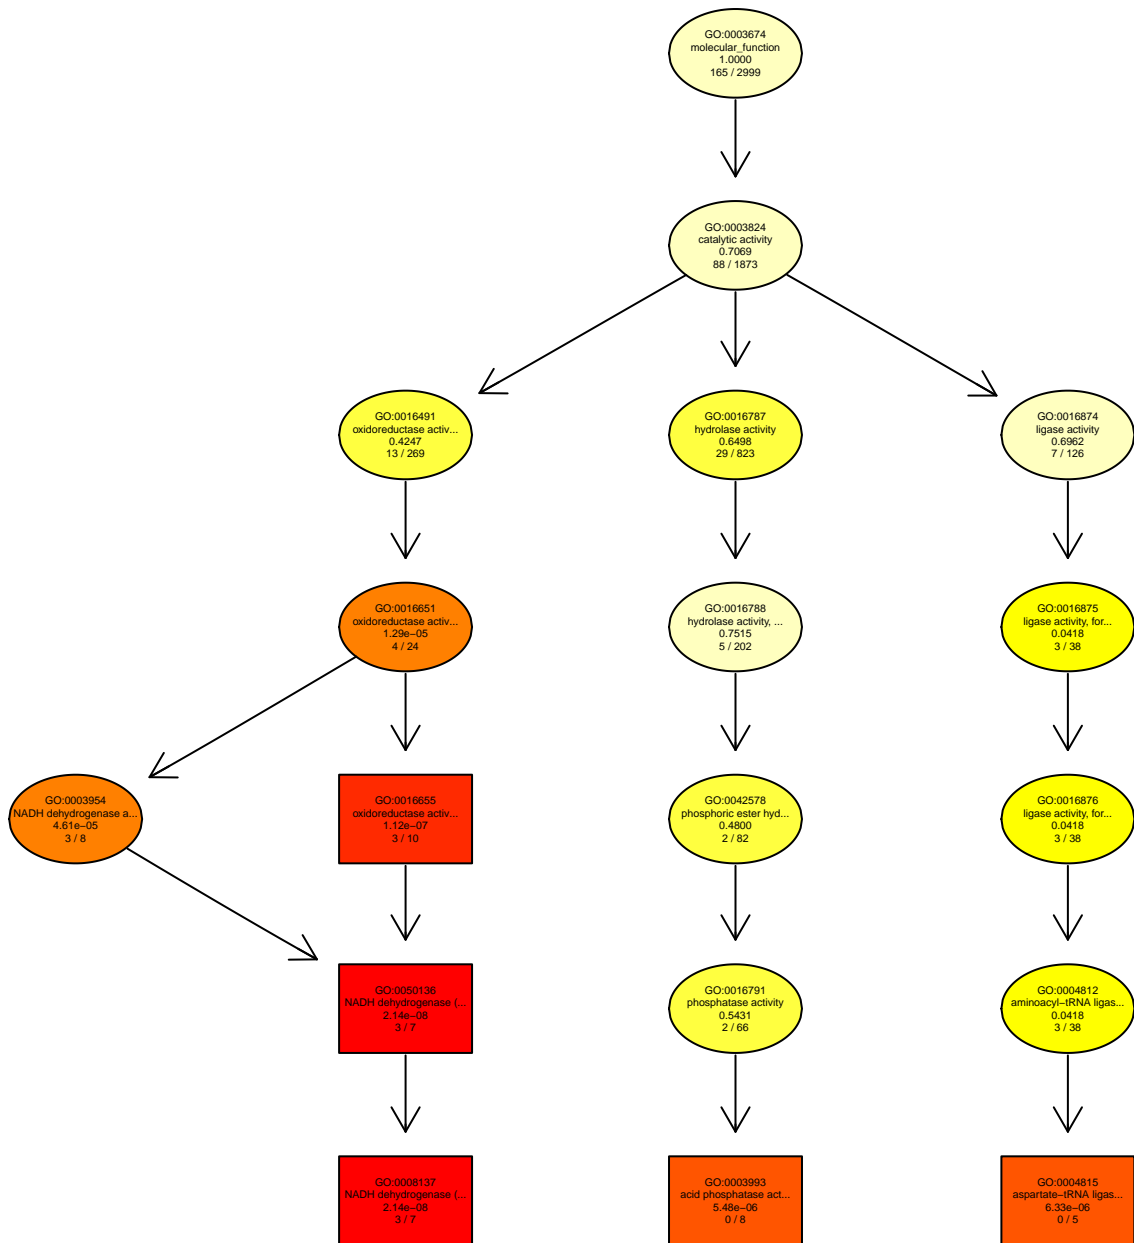 GO:0003674
molecular_function
1.0000
165 / 2999
GO:0003824
catalytic activity
0.7069
88 / 1873
GO:0016491
oxidoreductase activ...
0.4247
13 / 269
GO:0016787
hydrolase activity
0.6498
29 / 823
GO:0016874
ligase activity
0.6962
7 / 126
GO:0016651
oxidoreductase activ...
1.29e−05
4 / 24
GO:0016788
hydrolase activity, ...
0.7515
5 / 202
GO:0016875
ligase activity, for...
0.0418
3 / 38
GO:0003954
NADH dehydrogenase a...
4.61e−05
3 / 8
GO:0016655
oxidoreductase activ...
1.12e−07
3 / 10
GO:0042578
phosphoric ester hyd...
0.4800
2 / 82
GO:0016876
ligase activity, for...
0.0418
3 / 38
GO:0050136
NADH dehydrogenase (...
2.14e−08
3 / 7
GO:0016791
phosphatase activity
0.5431
2 / 66
GO:0004812
aminoacyl−tRNA ligas...
0.0418
3 / 38
GO:0008137
NADH dehydrogenase (...
2.14e−08
3 / 7
GO:0003993
acid phosphatase act...
5.48e−06
0 / 8
GO:0004815
aspartate−tRNA ligas...
6.33e−06
0 / 5